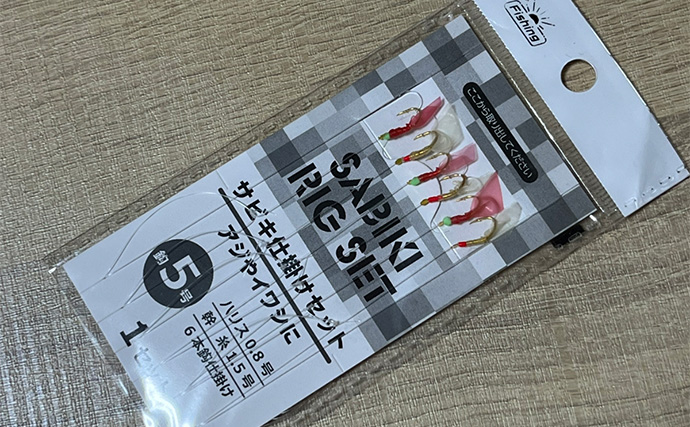 Fishing
ここから取り出してください
SABIKI
RIG SET
サビキ仕掛けセット
アジやイワシに
鈎5号
ハリス0.8号
幹糸1.5号
6本鈎仕掛け
1セット